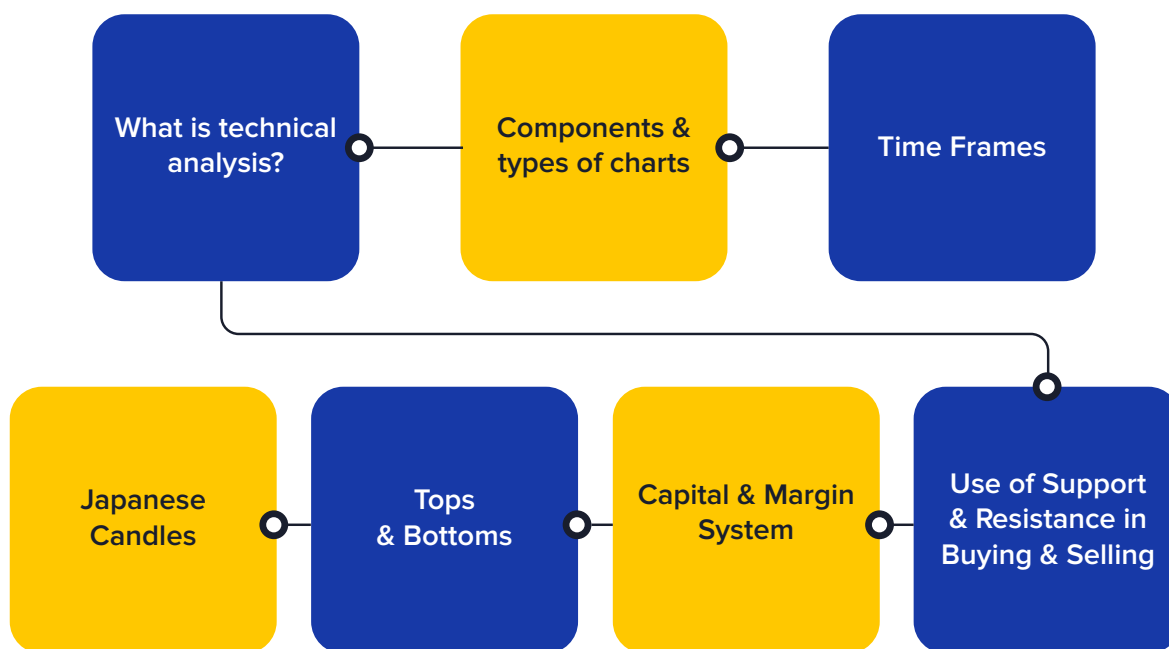 What is technical
analysis?
Components &
types of charts
Time Frames
Japanese
Candles
Tops
& Bottoms
Capital & Margin
System
Use of Support
& Resistance in
Buying & Selling